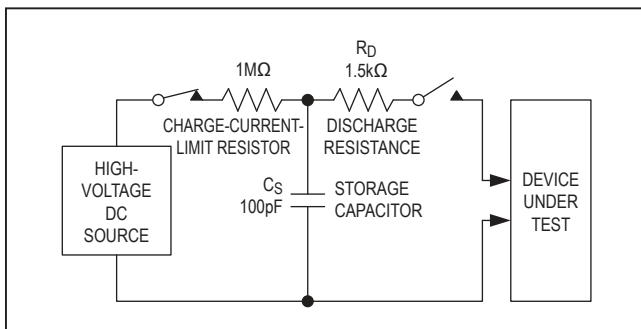 R_D
1MΩ
1.5kΩ
CHARGE-CURRENT-
LIMIT RESISTOR
DISCHARGE
RESISTANCE
HIGH-
VOLTAGE
DC
SOURCE
C_S
100pF
STORAGE
CAPACITOR
DEVICE
UNDER
TEST